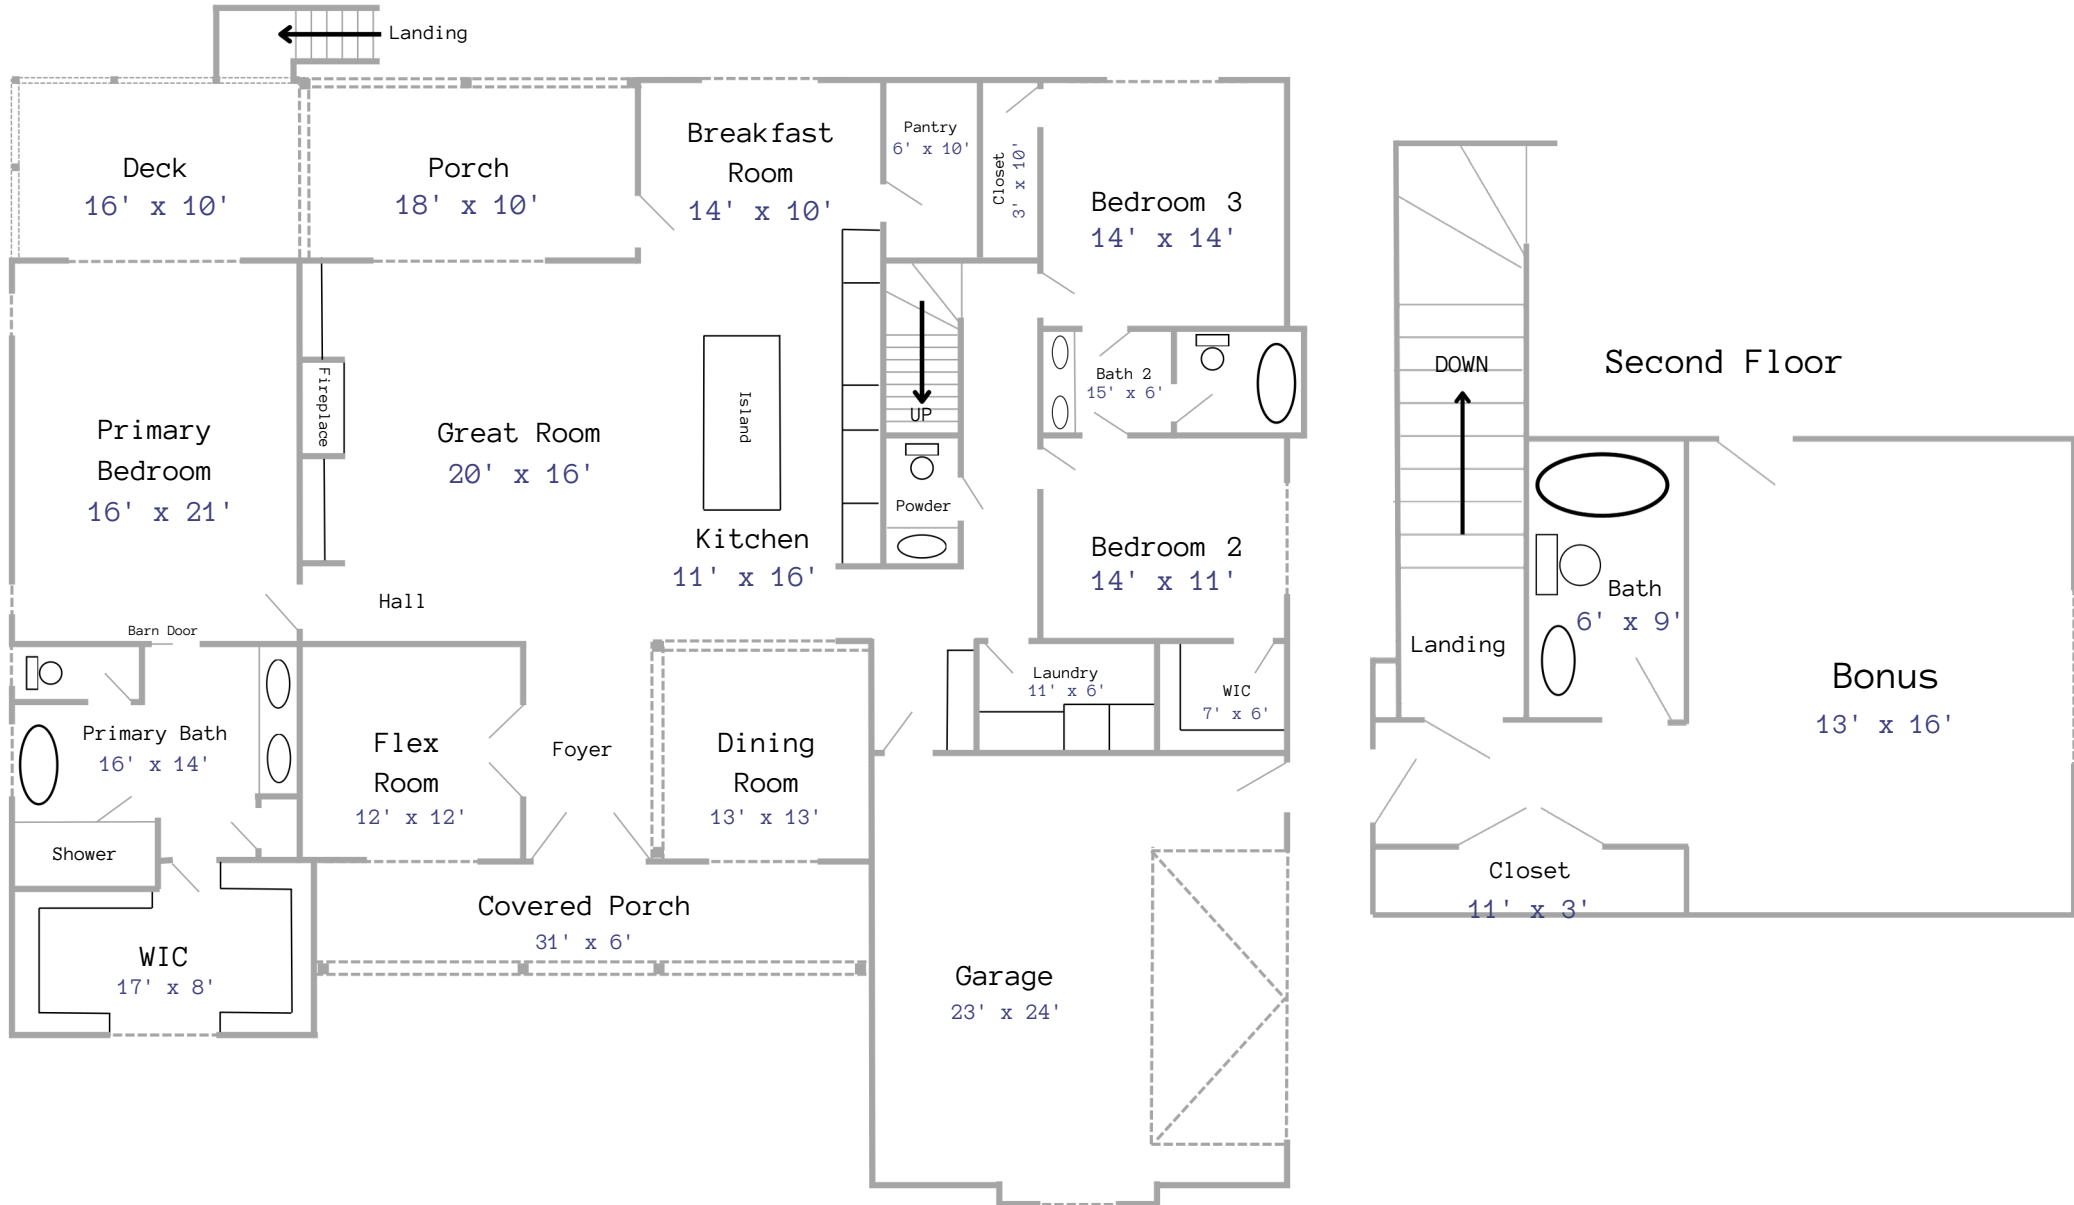 Landing
Deck
16' x 10'
Porch
18' x 10'
Breakfast
Room
14' x 10'
Pantry
6' x 10'
Closet
3' x 10'
Bedroom 3
14' x 14'
Primary
Bedroom
16' x 21'
Fireplace
Great Room
20' x 16'
Island
Kitchen
11' x 16'
UP
Powder
Bath 2
15' x 6'
Bedroom 2
14' x 11'
Hall
Barn Door
Primary Bath
16' x 14'
Shower
WIC
17' x 8'
Flex
Room
12' x 12'
Foyer
Dining
Room
13' x 13'
Laundry
11' x 6'
WIC
7' x 6'
Covered Porch
31' x 6'
Garage
23' x 24'
Second Floor
DOWN
Landing
Bath
6' x 9'
Bonus
13' x 16'
Closet
11' x 3'